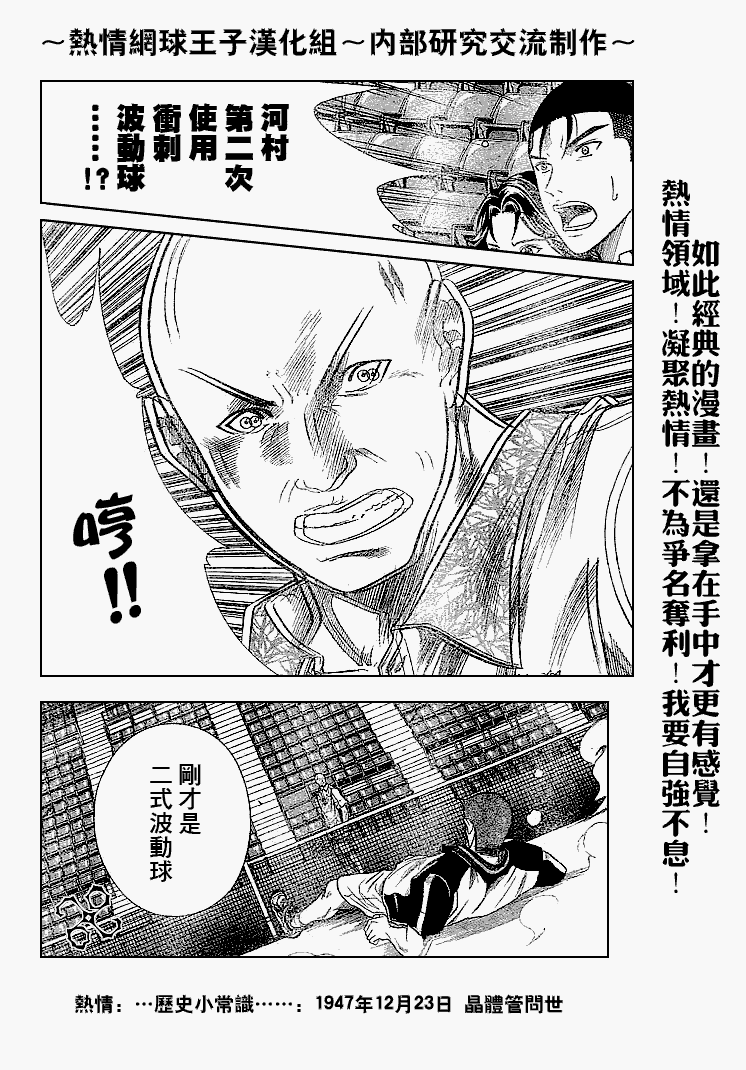 ～熱情網球王子漢化組～内部研究交流制作～
河村
第二次
使用
衝刺
波動球
……!?
哼!!
剛才是
二式波動球
如此經典的漫畫！還是拿在手中才更有感覺！
熱情領域！凝聚熱情！不為爭名奪利！我要自強不息！
熱情：…歷史小常識……：1947年12月23日 晶體管問世